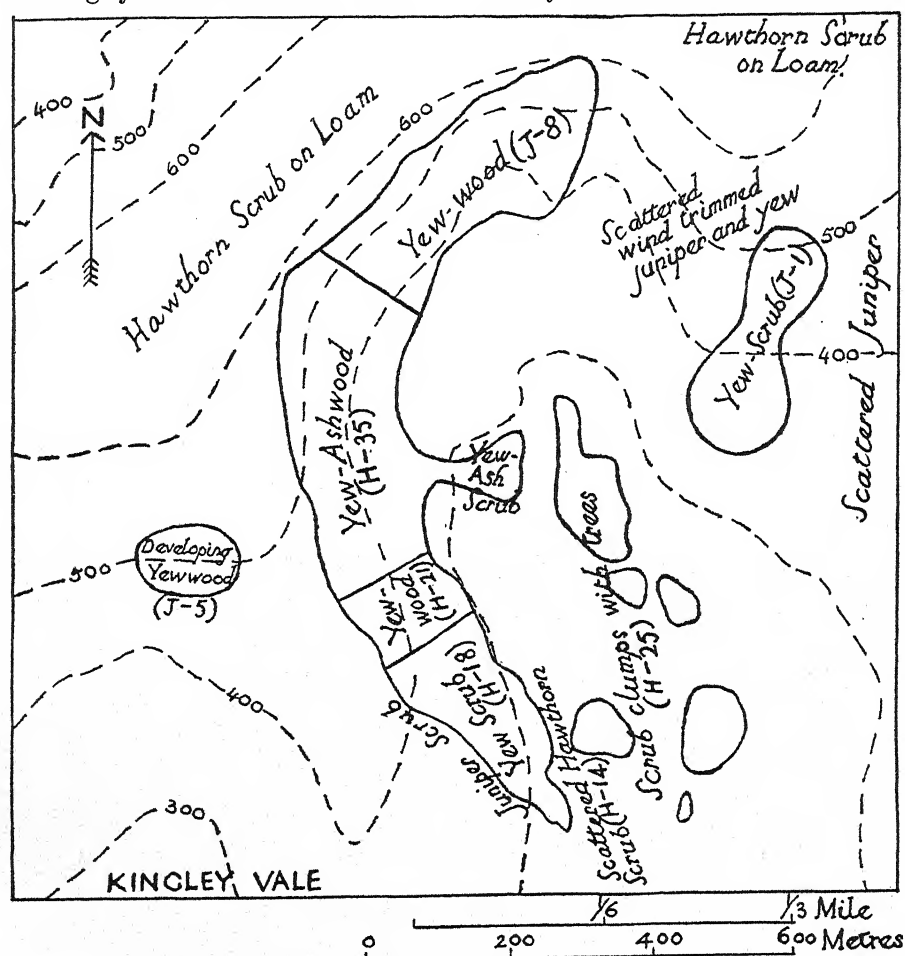 Hawthorn Scrub
on Loam
400
N
500
600
Hawthorn Scrub on Loam
600
Yew-wood (J-8)
Scattered
wind trimmed
juniper and yew
500
Yew-Scrub (J-1)
400
Scattered Juniper
Yew-Ashwood
(H-35)
Yew-
Ash
Scrub
Developing
Yewwood
(J-5)
500
Yew-
wood
(H-21)
Scrub clumps with trees
(H-25)
Yew Scrub
(H-18)
Juniper Scrub
Scattered Hawthorn
Scrub (H-14)
Scrub
400
300
KINGLEY VALE
1/6
1/3 Mile
0
200
400
600 Metres